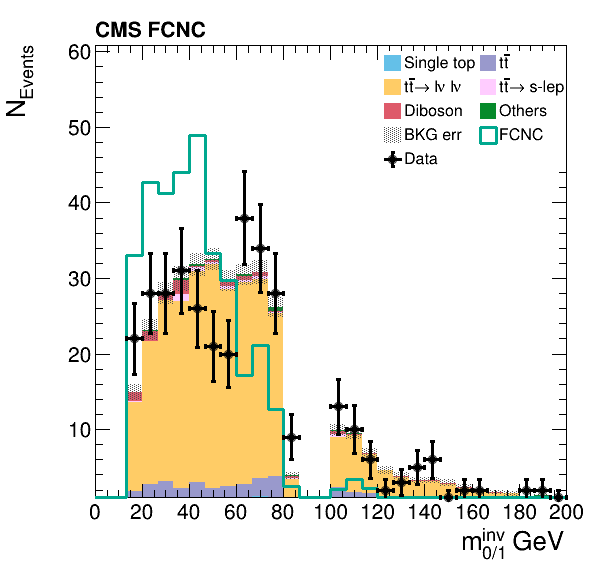 CMS FCNC
N_Events
60
50
40
30
20
10
Single top
tt̄
tt̄→ lν lν
tt̄→ s-lep
Diboson
Others
BKG err
FCNC
Data
0 20 40 60 80 100 120 140 160 180 200
m^inv_0/1 GeV